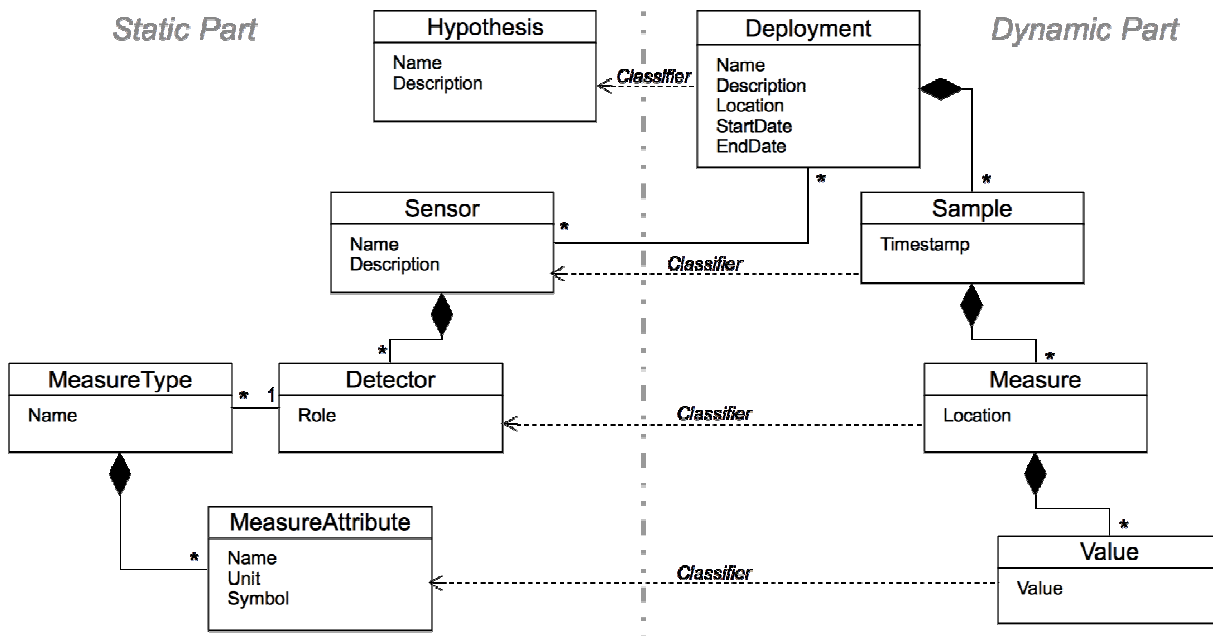 Static Part
Dynamic Part
Hypothesis
Name
Description
Classifier
Deployment
Name
Description
Location
StartDate
EndDate
*
*
Sensor
Name
Description
*
Sample
Timestamp
Classifier
*
*
MeasureType
Name
* 1
Detector
Role
Classifier
Measure
Location
MeasureAttribute
Name
Unit
Symbol
*
*
Classifier
Value
Value